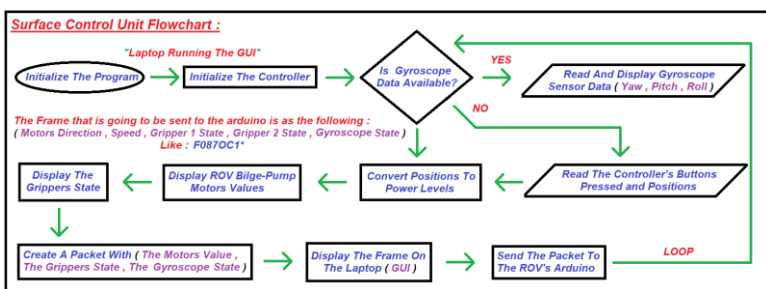 Surface Control Unit Flowchart :
"Laptop Running The GUI"
Initialize The Program
Initialize The Controller
Is Gyroscope
Data Available?
YES
Read And Display Gyroscope
Sensor Data ( Yaw , Pitch , Roll )
NO
The Frame that is going to be sent to the arduino is as the following :
( Motors Direction , Speed , Gripper 1 State , Gripper 2 State , Gyroscope State )
Like : F087OC1*
Display The
Grippers State
Display ROV Bilge-Pump
Motors Values
Convert Positions To
Power Levels
Read The Controller's Buttons
Pressed and Positions
Create A Packet With ( The Motors Value ,
The Grippers State , The Gyroscope State )
Display The Frame On
The Laptop ( GUI )
Send The Packet To
The ROV's Arduino
LOOP